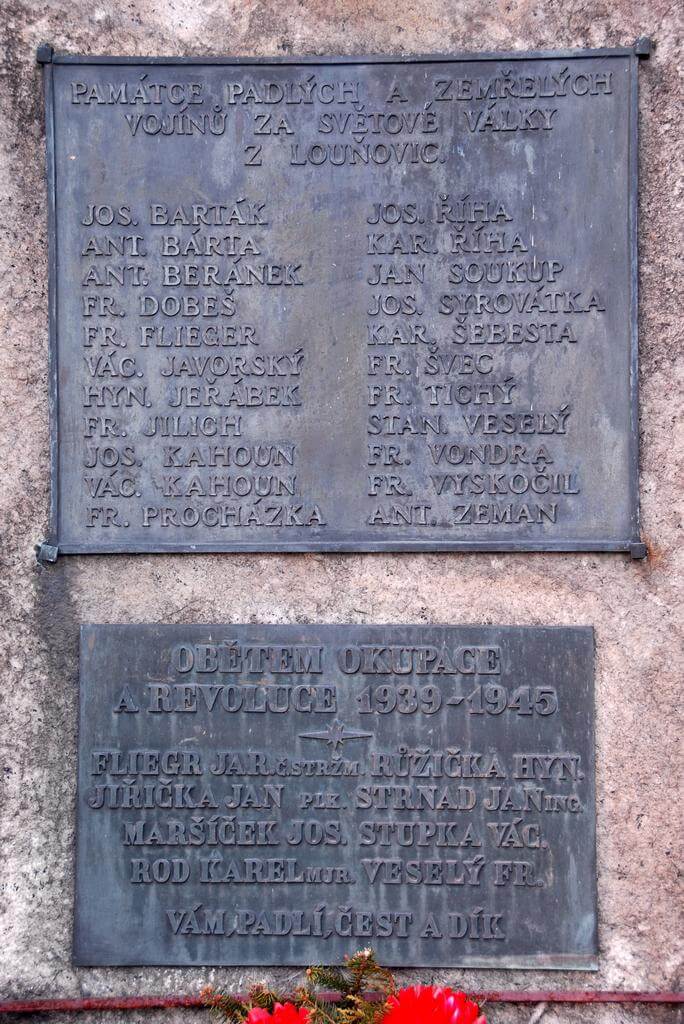 PAMÁTCE PADLÝCH A ZEMŘELÝCH
VOJÍNŮ ZA SVĚTOVÉ VÁLKY
Z LOUŇOVIC.
JOS. BARTÁK
ANT. BÁRTA
ANT. BERÁNEK
FR. DOBEŠ
FR. FLIEGER
VÁC. JAVORSKÝ
HYN. JEŘÁBEK
FR. JILICH
JOS. KAHOUN
VÁC. KAHOUN
FR. PROCHÁZKA
JOS. ŘÍHA
KAR. ŘÍHA
JAN SOUKUP
JOS. SYROVÁTKA
KAR. ŠEBESTA
FR. ŠVEC
FR. TICHÝ
STAN. VESELÝ
FR. VONDRA
FR. VYSKOČIL
ANT. ZEMAN
OBĚTEM OKUPACE
A REVOLUCE 1939-1945
FLIEGR JAR.Č.STRŽM. RŮŽIČKA HYN.
JIŘIČKA JAN PLK. STRNAD JAN ING.
MARŠÍČEK JOS. STUPKA VÁC.
ROD KAREL MJR. VESELÝ FR.
VÁM, PADLÍ, ČEST A DÍK